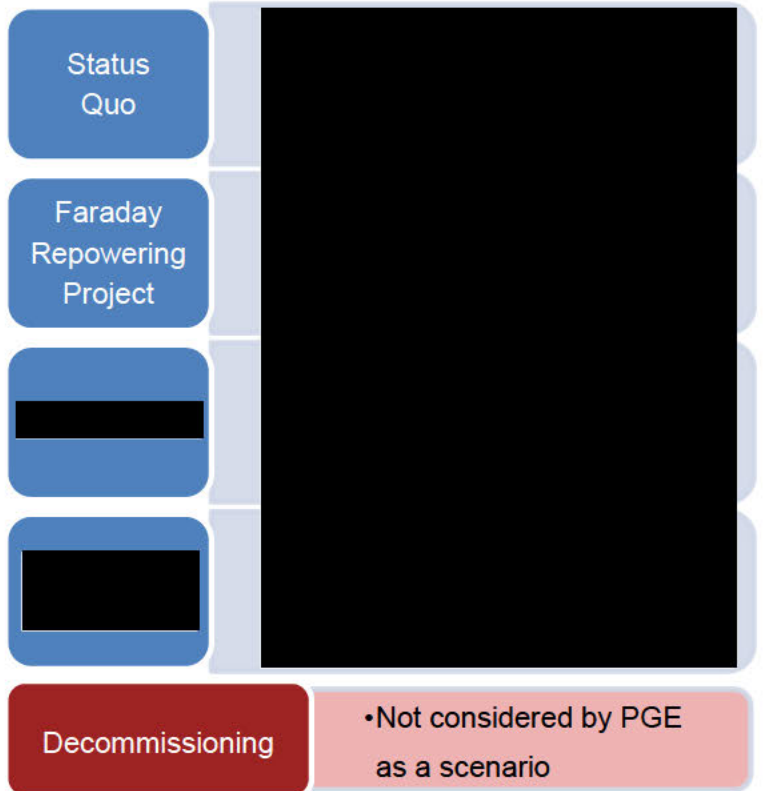 Status
Quo
Faraday
Repowering
Project
Decommissioning
•Not considered by PGE
as a scenario